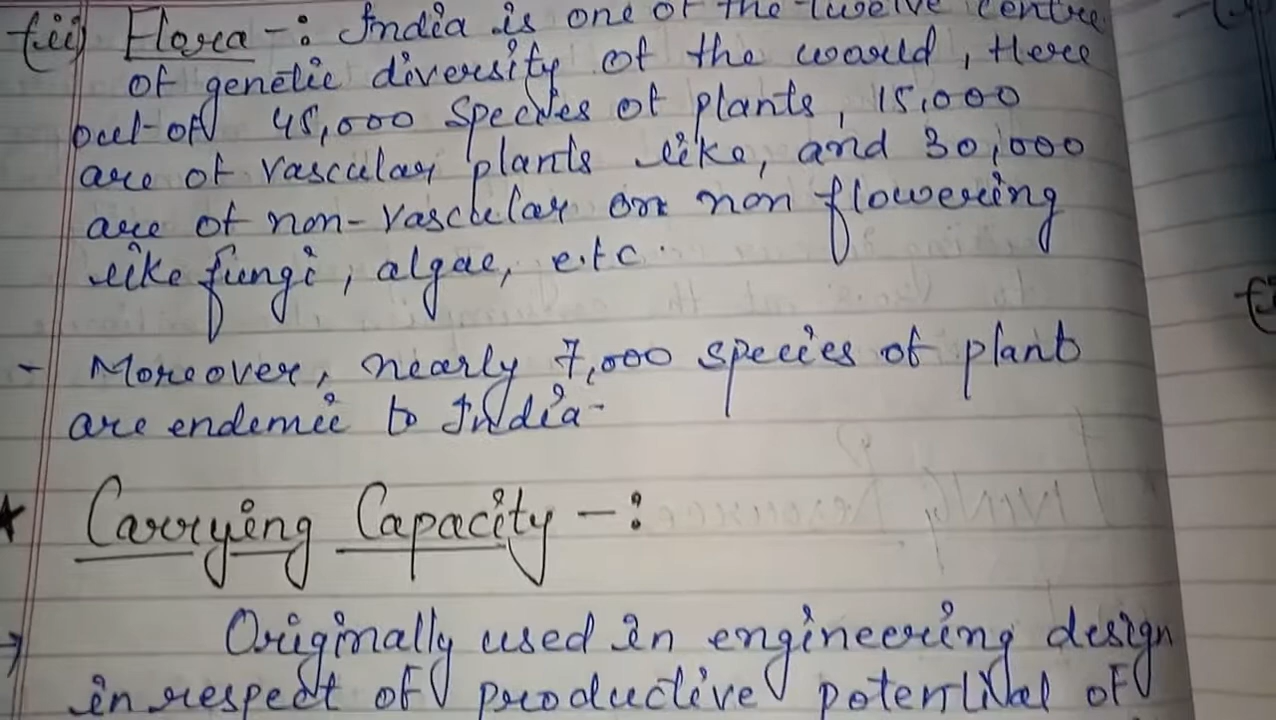 (iii) Flora -: India is one of the twelve centre
of genetic diversity of the world, Here
out-of 45,000 Species of plants, 15,000
are of vascular plants like, and 30,000
are of non-vascular or non flowering
like fungi, algae, etc.
- Moreover, nearly 7,000 species of plant
are endemic to India-
* Carrying Capacity -:
→ Originally used in engineering design
in respect of productive potential of